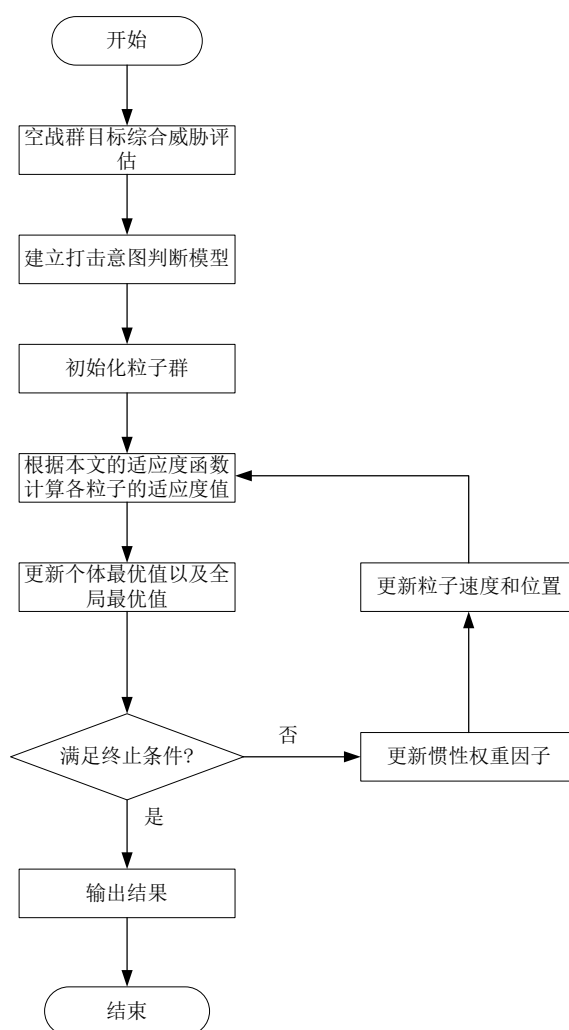 开始
空战群目标综合威胁评
估
建立打击意图判断模型
初始化粒子群
根据本文的适应度函数
计算各粒子的适应度值
更新个体最优值以及全
局最优值
更新粒子速度和位置
满足终止条件?
否
更新惯性权重因子
是
输出结果
结束